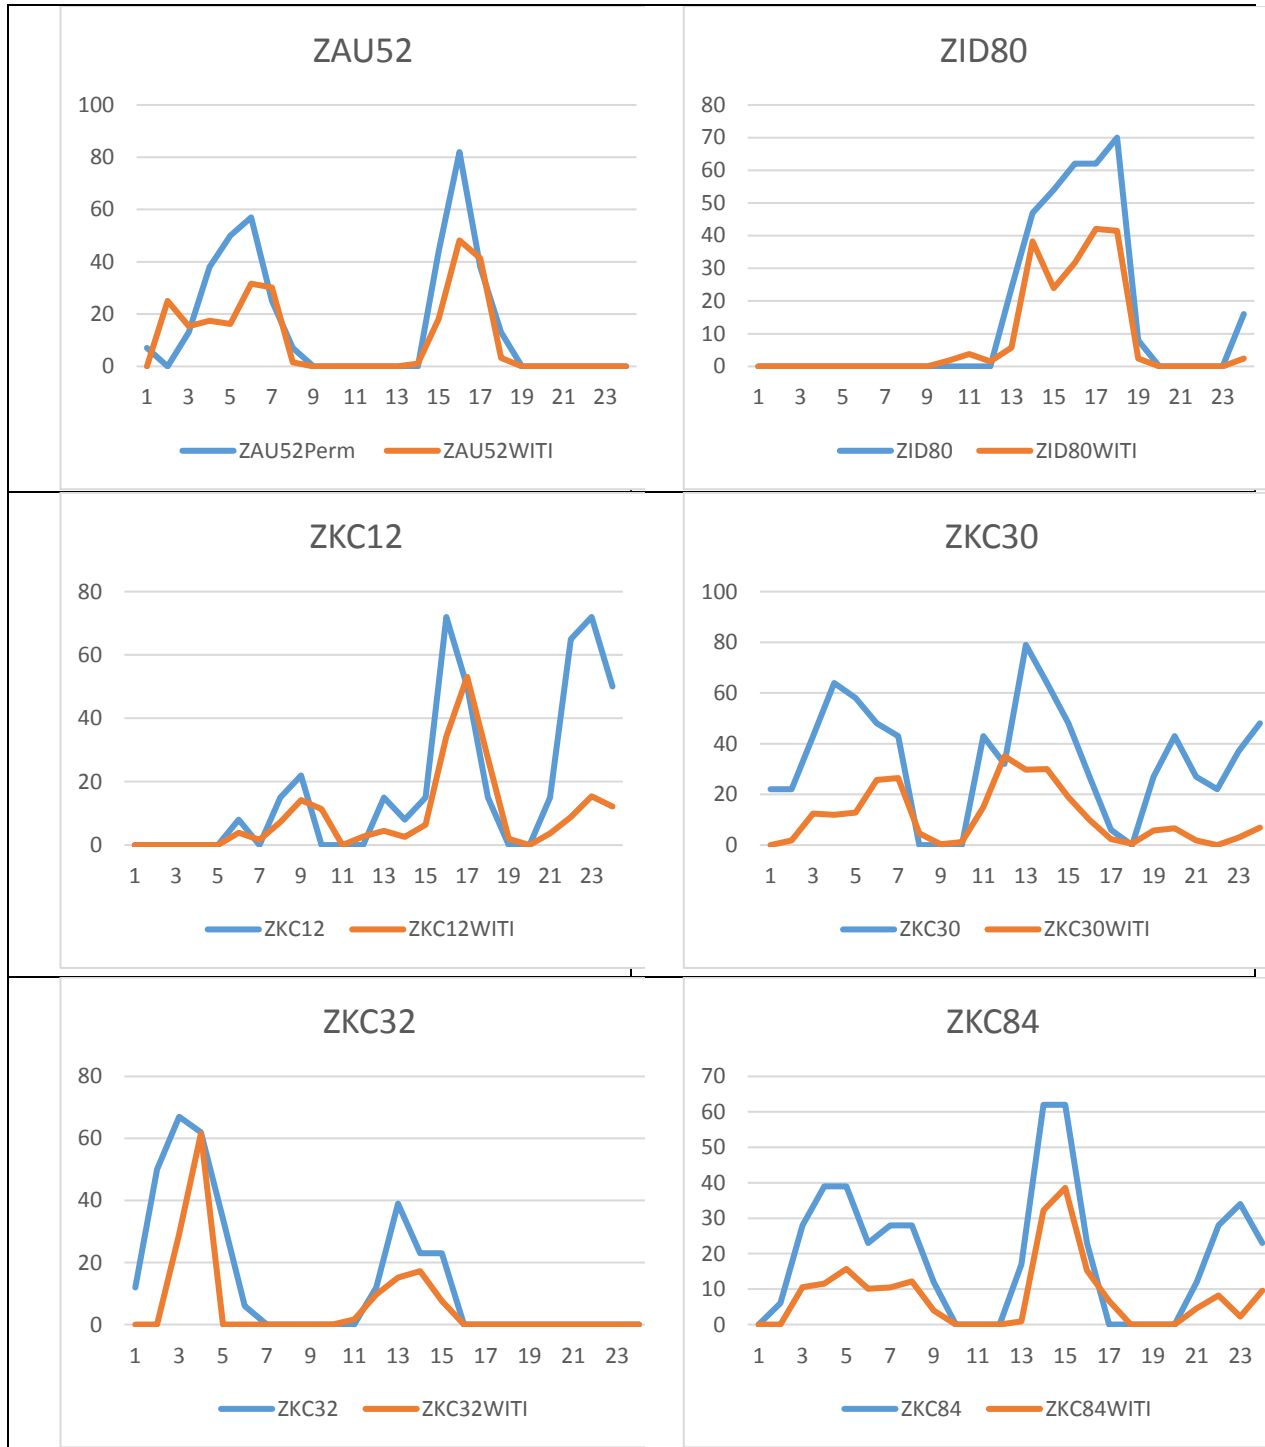 ZAU52
100
80
60
40
20
0
1 3 5 7 9 11 13 15 17 19 21 23
ZAU52Perm ZAU52WITI
ZID80
80
70
60
50
40
30
20
10
0
1 3 5 7 9 11 13 15 17 19 21 23
ZID80 ZID80WITI
ZKC12
80
60
40
20
0
1 3 5 7 9 11 13 15 17 19 21 23
ZKC12 ZKC12WITI
ZKC30
100
80
60
40
20
0
1 3 5 7 9 11 13 15 17 19 21 23
ZKC30 ZKC30WITI
ZKC32
80
60
40
20
0
1 3 5 7 9 11 13 15 17 19 21 23
ZKC32 ZKC32WITI
ZKC84
70
60
50
40
30
20
10
0
1 3 5 7 9 11 13 15 17 19 21 23
ZKC84 ZKC84WITI